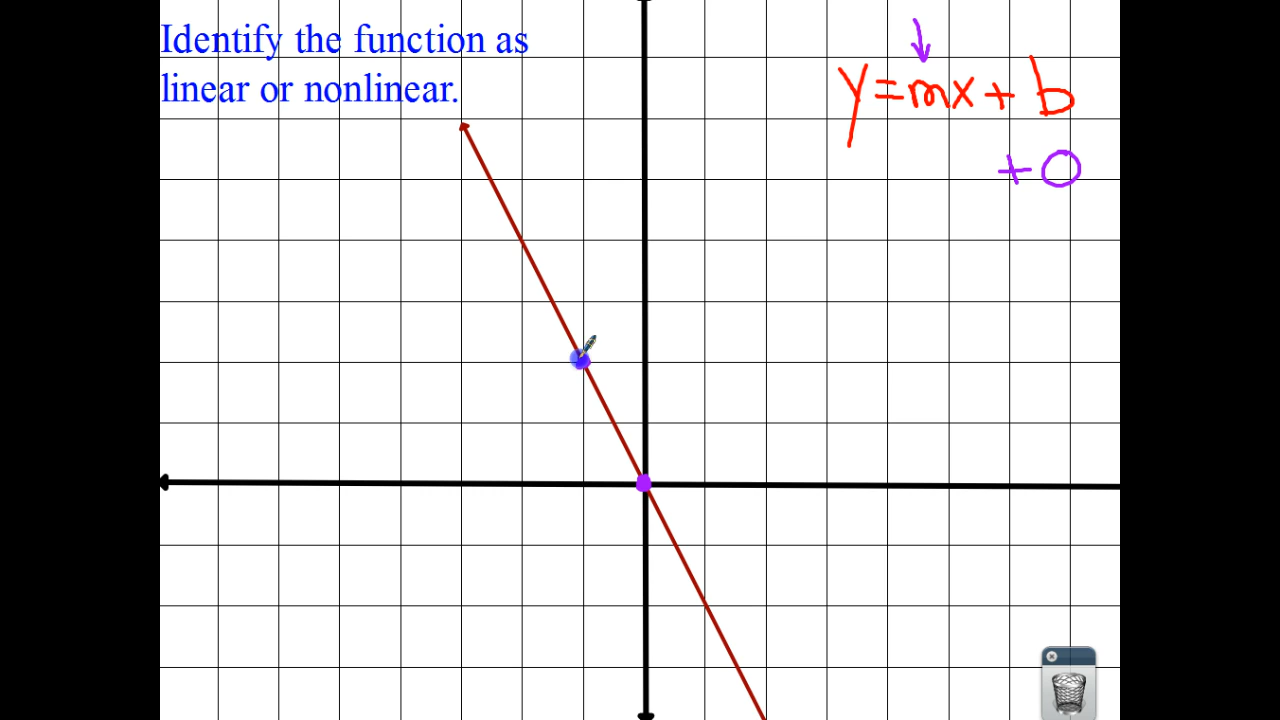 Identify the function as
linear or nonlinear.
y=mx+b
+0